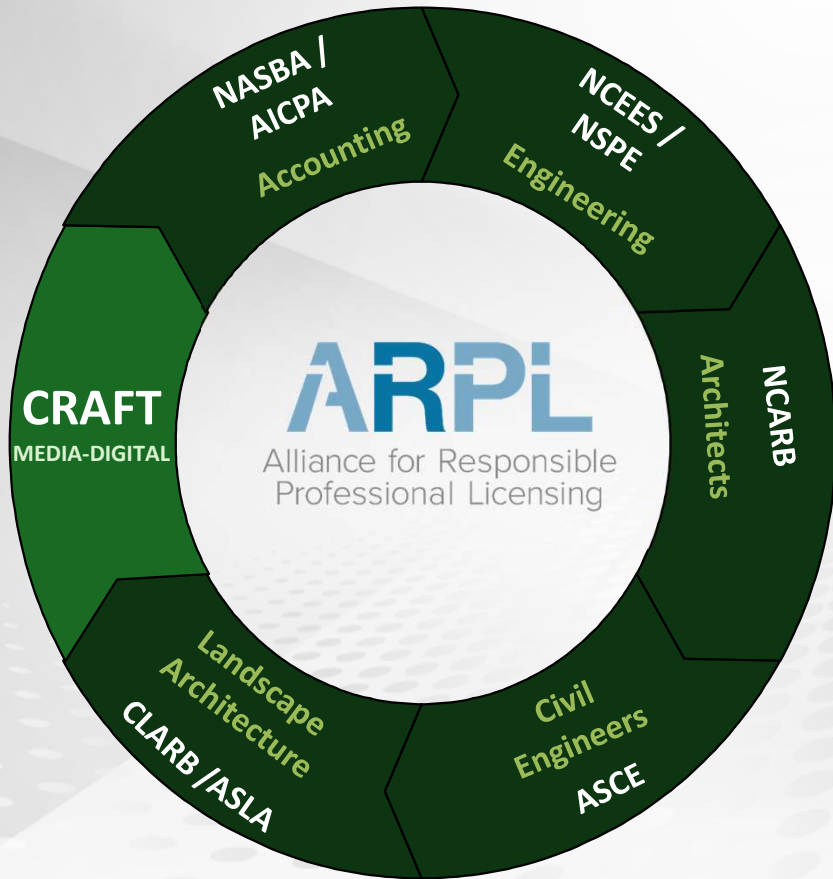 NASBA /
AICPA
Accounting
NCEES /
NSPE
Engineering
NCARB
Architects
Civil
Engineers
ASCE
Landscape
Architecture
CLARB /ASLA
CRAFT
MEDIA-DIGITAL
ARPL
Alliance for Responsible
Professional Licensing